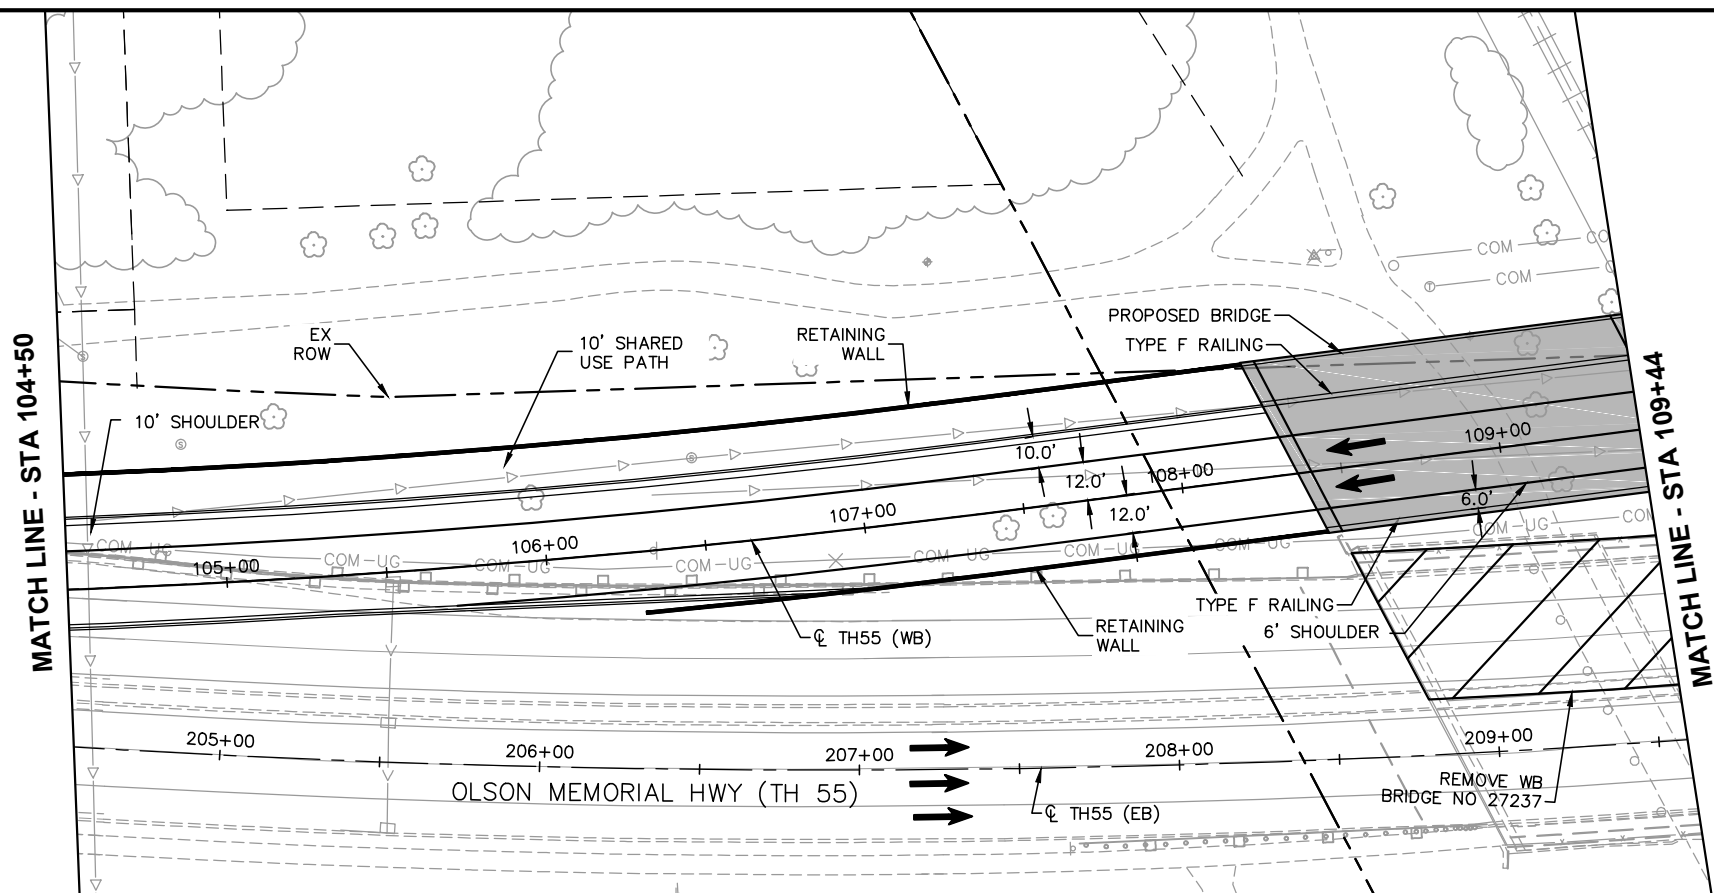 COM
CO
COM
PROPOSED BRIDGE
TYPE F RAILING
EX
ROW
10' SHARED
USE PATH
RETAINING
WALL
MATCH LINE - STA 104+50
10' SHOULDER
MATCH LINE - STA 109+44
109+00
10.0'
12.0'
108+00
6.0'
12.0'
107+00
106+00
105+00
COM-UG
COM-UG
COM-UG
COM-UG
COM-UG
COM-UG
COM-UG
COM-UG
COM
TYPE F RAILING
6' SHOULDER
RETAINING
WALL
℄ TH55 (WB)
205+00
206+00
207+00
208+00
209+00
OLSON MEMORIAL HWY (TH 55)
℄ TH55 (EB)
REMOVE WB
BRIDGE NO 27237